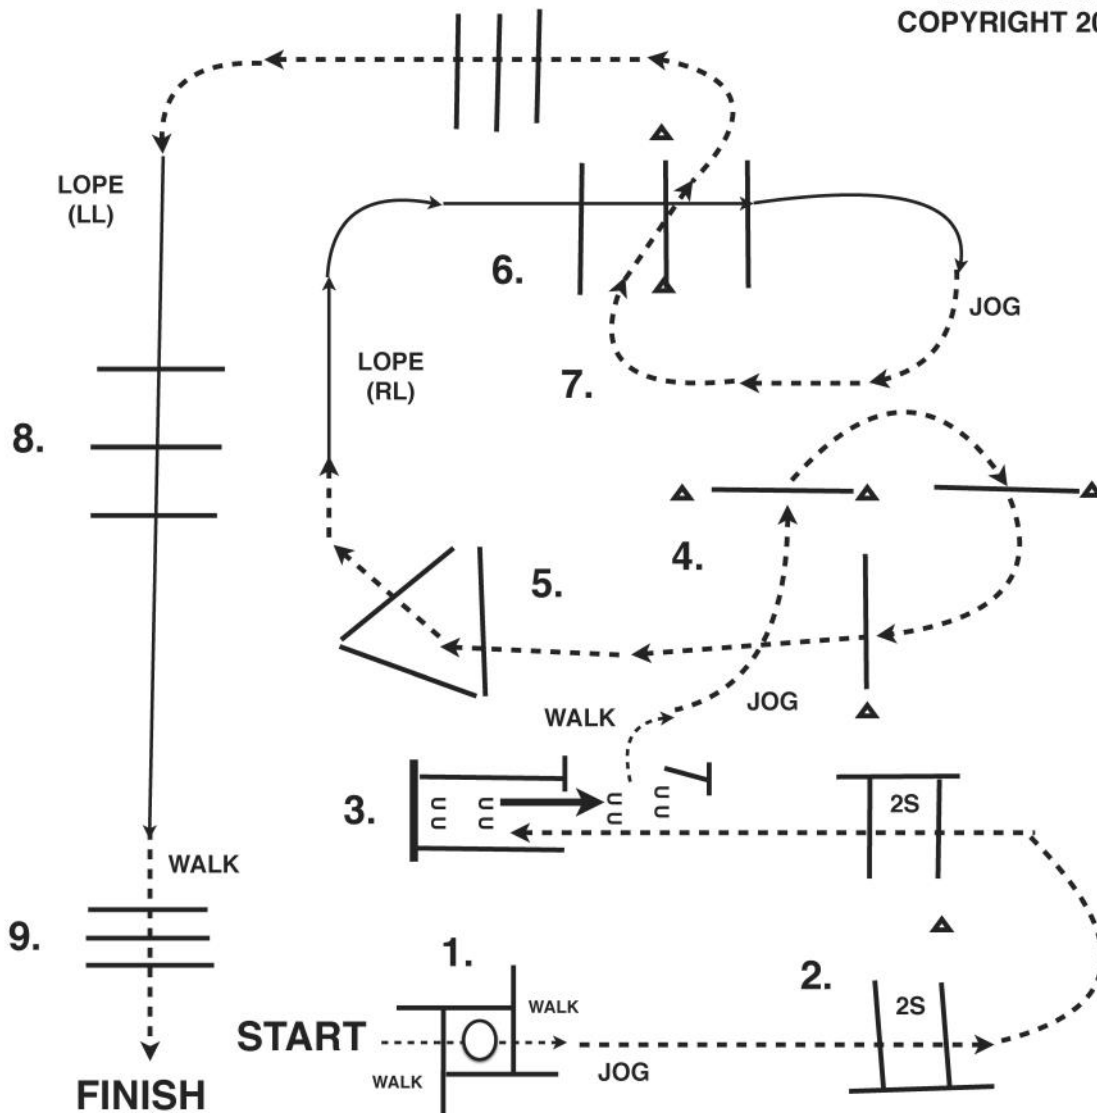 COPYRIGHT 20
LOPE
(LL)
6.
JOG
LOPE
(RL)
7.
8.
4.
5.
JOG
WALK
3.
2S
WALK
9.
1.
2.
WALK
2S
START
JOG
WALK
FINISH